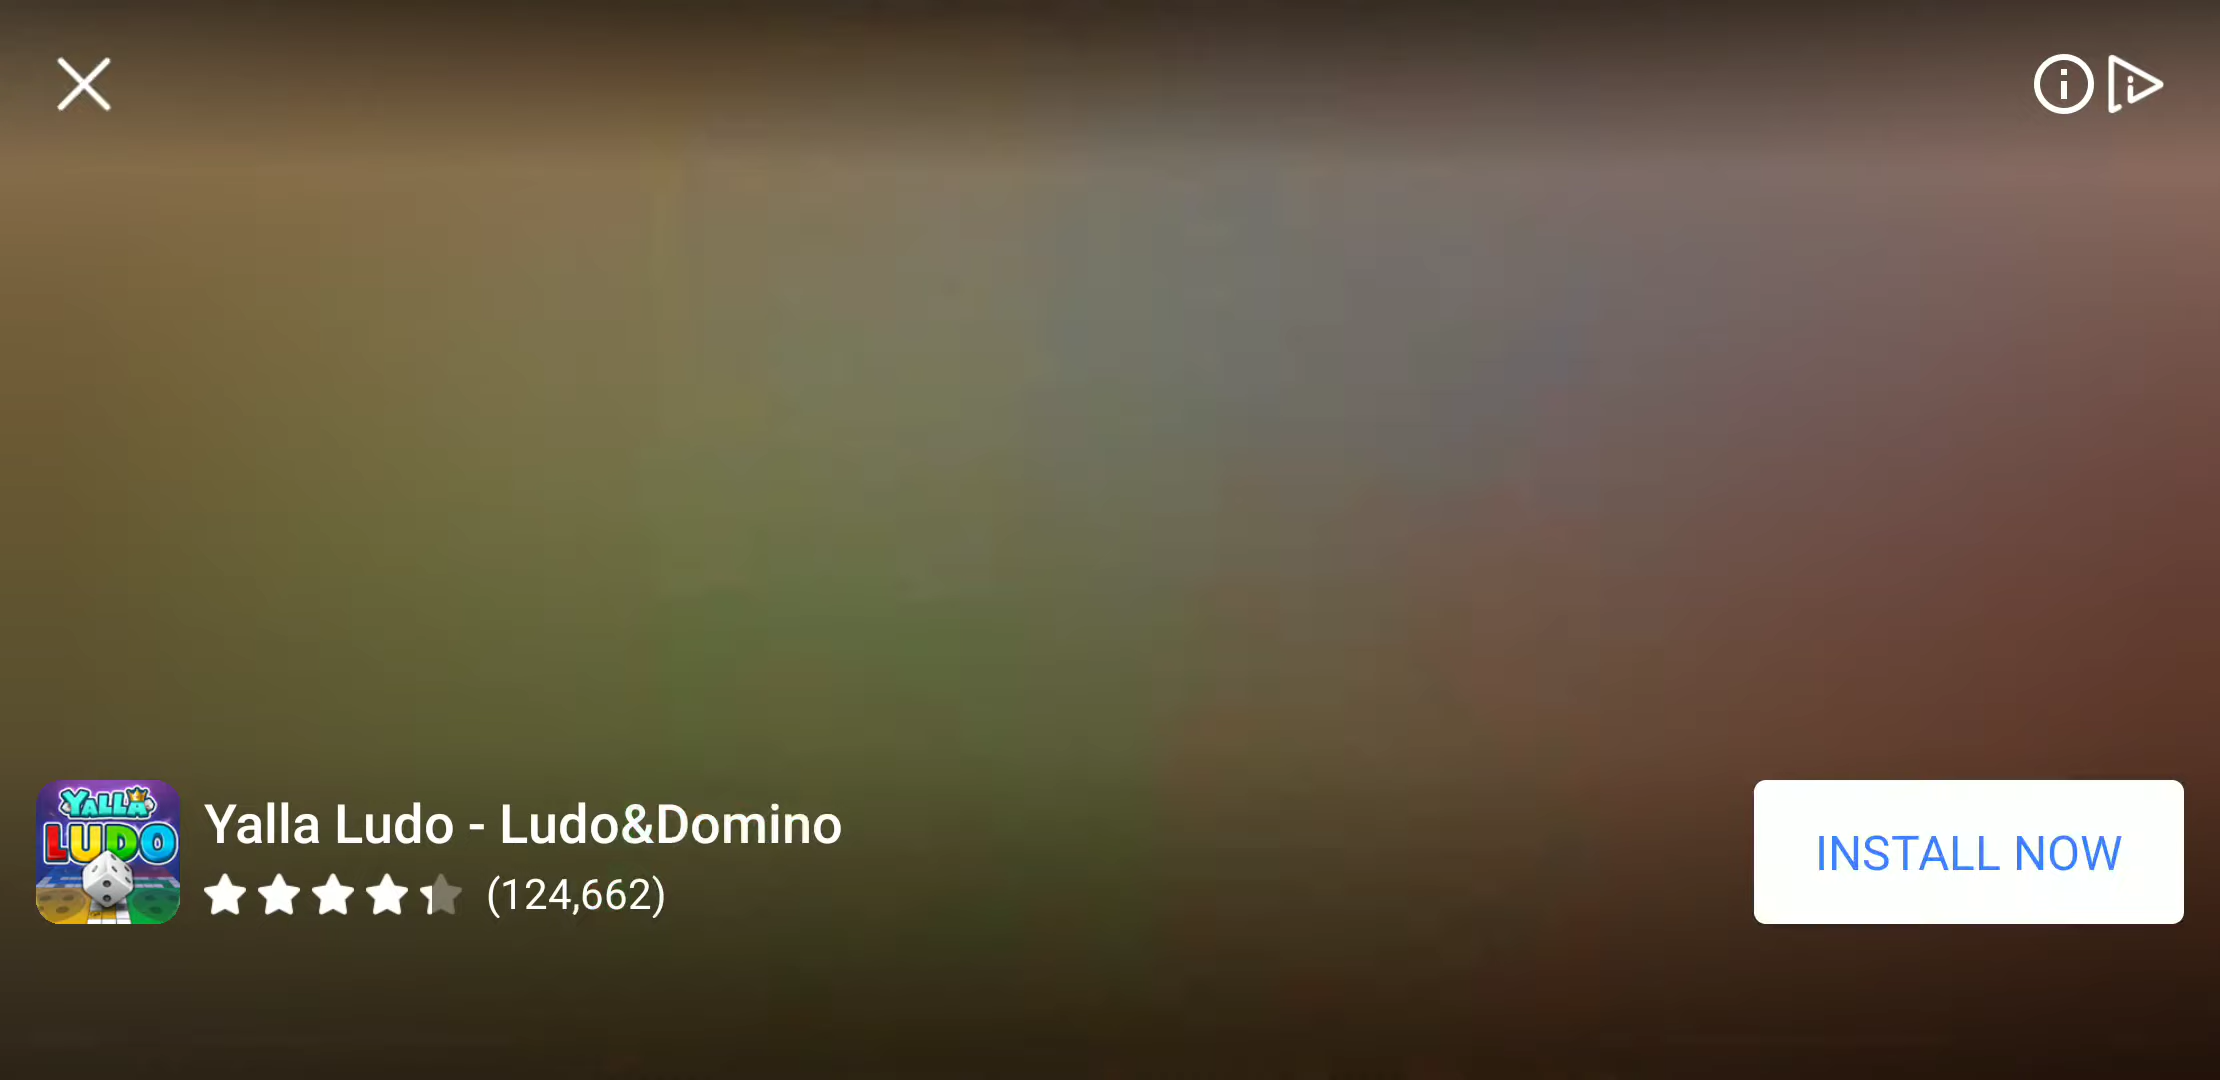 YALLA
LUDO
Yalla Ludo - Ludo&Domino
(124,662)
INSTALL NOW